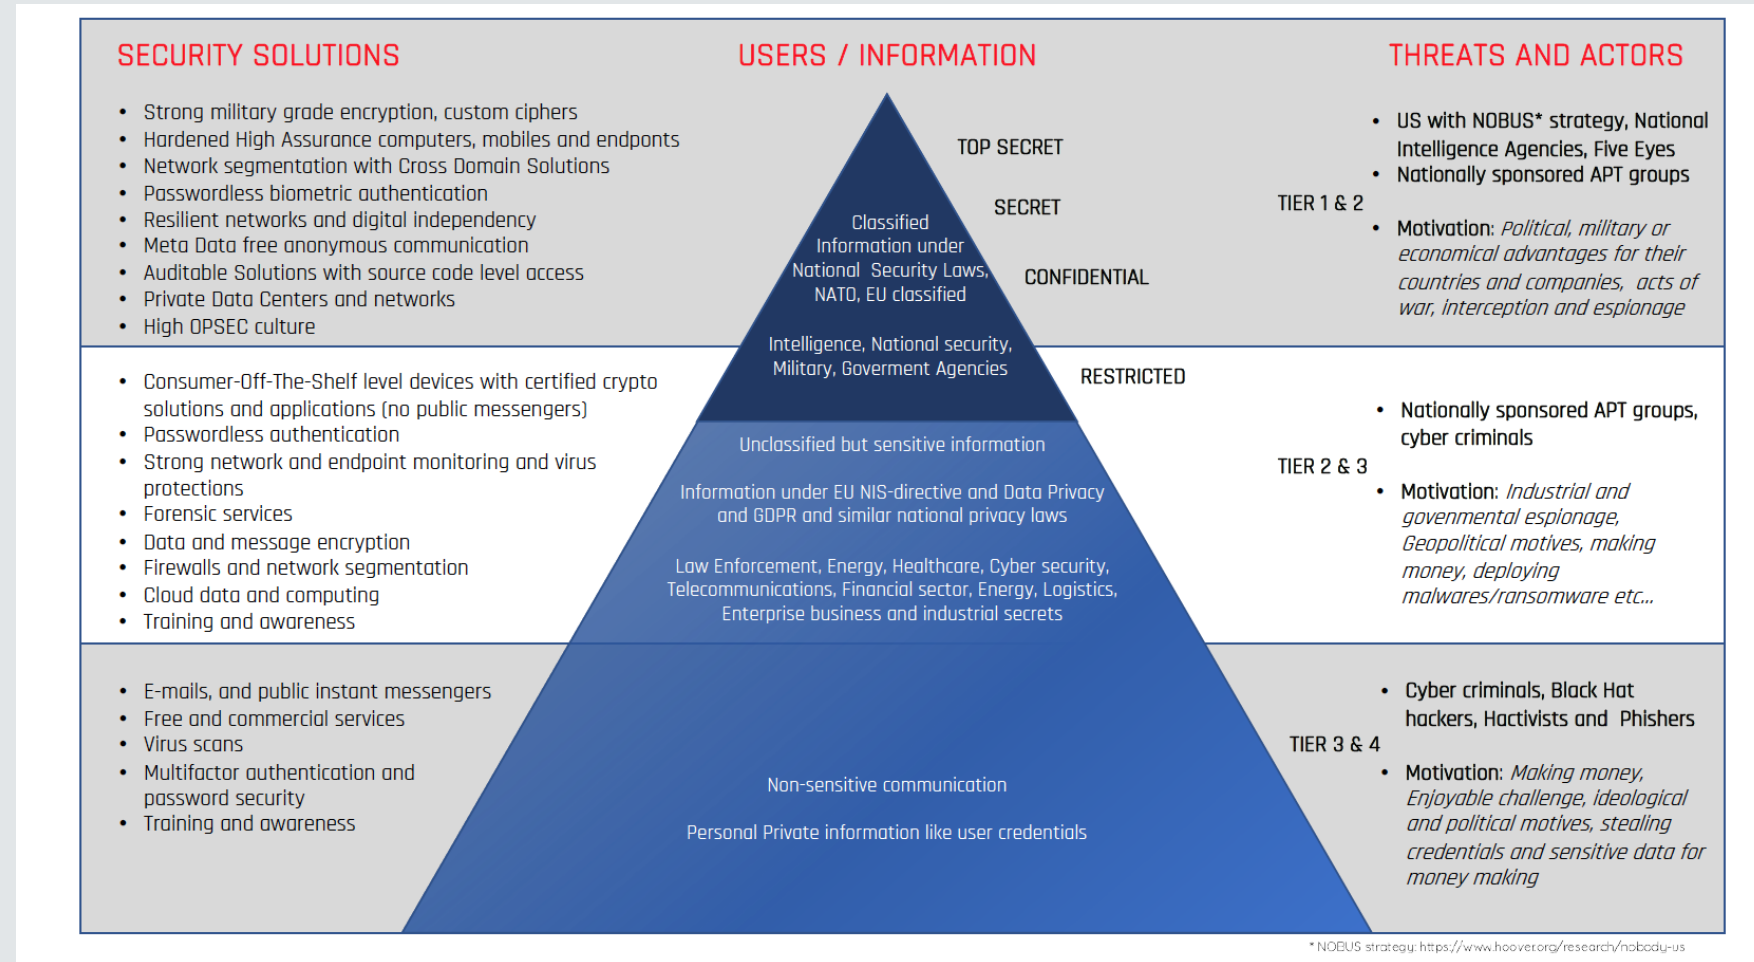 SECURITY SOLUTIONS
• Strong military grade encryption, custom ciphers
• Hardened High Assurance computers, mobiles and endponts
• Network segmentation with Cross Domain Solutions
• Passwordless biometric authentication
• Resilient networks and digital independency
• Meta Data free anonymous communication
• Auditable Solutions with source code level access
• Private Data Centers and networks
• High OPSEC culture
• Consumer-Off-The-Shelf level devices with certified crypto
solutions and applications (no public messengers)
• Passwordless authentication
• Strong network and endpoint monitoring and virus
protections
• Forensic services
• Data and message encryption
• Firewalls and network segmentation
• Cloud data and computing
• Training and awareness
• E-mails, and public instant messengers
• Free and commercial services
• Virus scans
• Multifactor authentication and
password security
• Training and awareness
USERS / INFORMATION
TOP SECRET
SECRET
CONFIDENTIAL
RESTRICTED
Classified
Information under
National Security Laws,
NATO, EU classified
Intelligence, National security,
Military, Goverment Agencies
Unclassified but sensitive information
Information under EU NIS-directive and Data Privacy
and GDPR and similar national privacy laws
Law Enforcement, Energy, Healthcare, Cyber security,
Telecommunications, Financial sector, Energy, Logistics,
Enterprise business and industrial secrets
Non-sensitive communication
Personal Private information like user credentials
THREATS AND ACTORS
TIER 1 & 2
• US with NOBUS* strategy, National
Intelligence Agencies, Five Eyes
• Nationally sponsored APT groups
• Motivation: Political, military or
economical advantages for their
countries and companies, acts of
war, interception and espionage
TIER 2 & 3
• Nationally sponsored APT groups,
cyber criminals
• Motivation: Industrial and
govenmental espionage,
Geopolitical motives, making
money, deploying
malwares/ransomware etc...
TIER 3 & 4
• Cyber criminals, Black Hat
hackers, Hactivists and Phishers
• Motivation: Making money,
Enjoyable challenge, ideological
and political motives, stealing
credentials and sensitive data for
money making
* NOBUS strategy: https://www.hoover.org/research/nobody-us